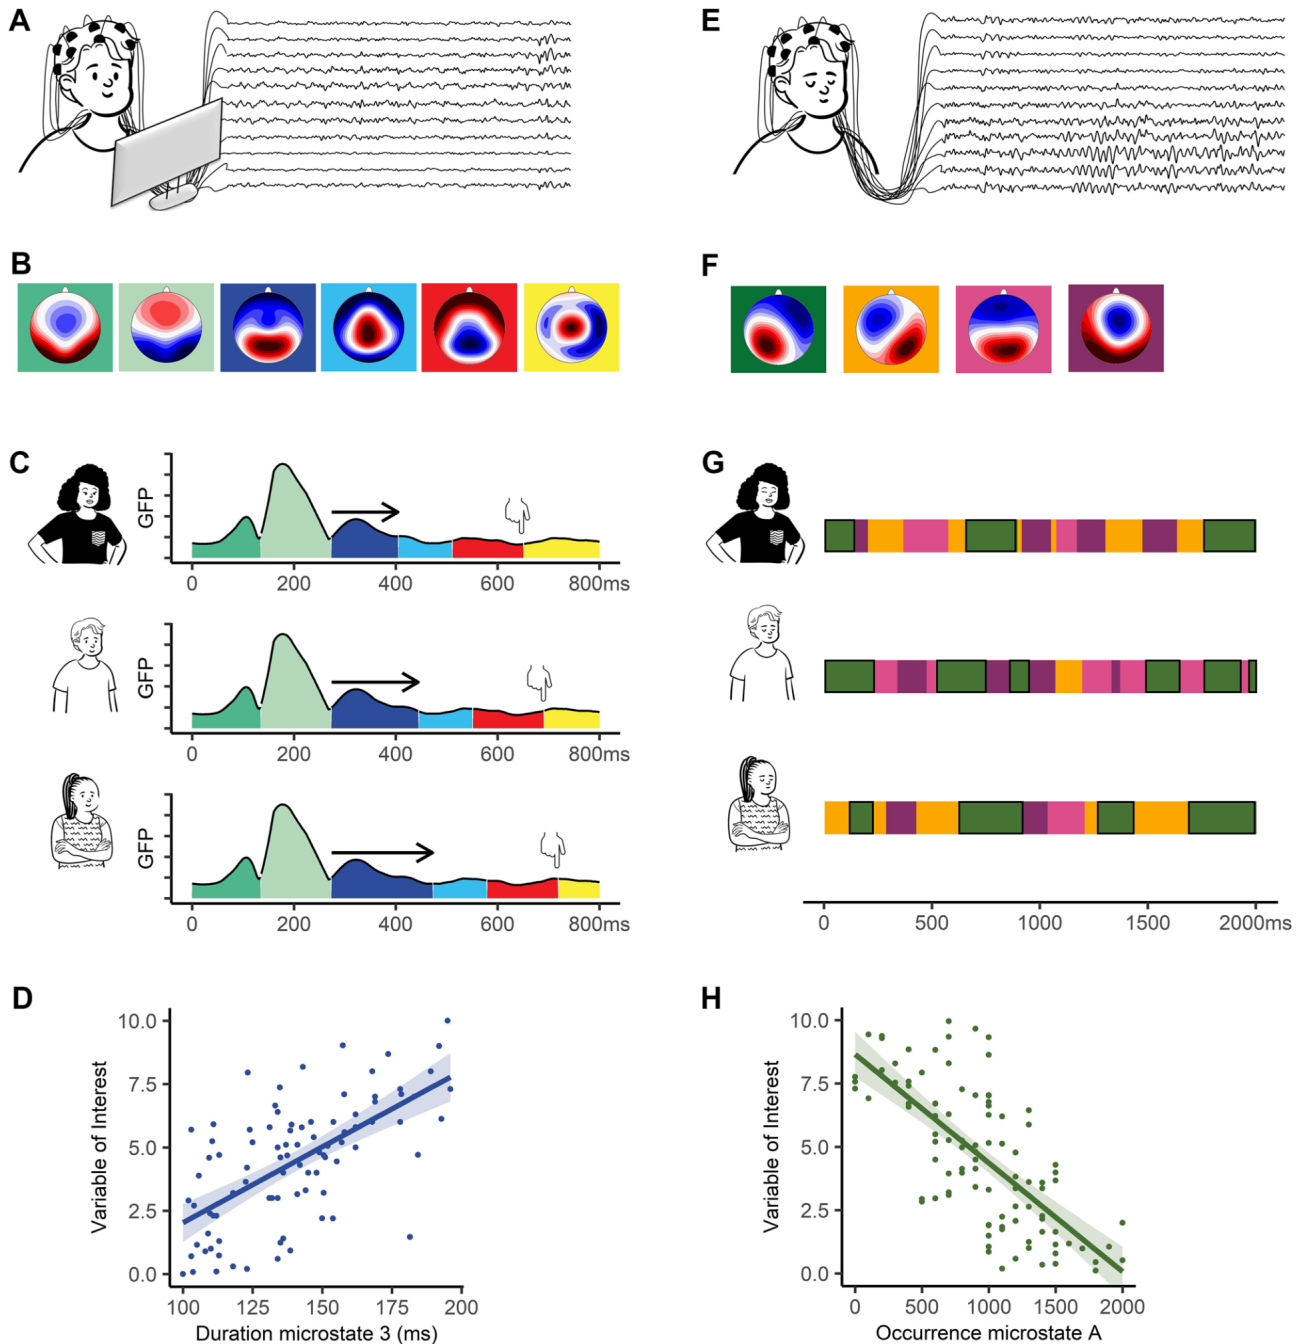 A
E
B
F
C
GFP
0 200 400 600 800ms
GFP
0 200 400 600 800ms
GFP
0 200 400 600 800ms
G
0 500 1000 1500 2000ms
D
Variable of Interest
10.0
7.5
5.0
2.5
0.0
100 125 150 175 200
Duration microstate 3 (ms)
H
Variable of Interest
10.0
7.5
5.0
2.5
0.0
0 500 1000 1500 2000
Occurrence microstate A